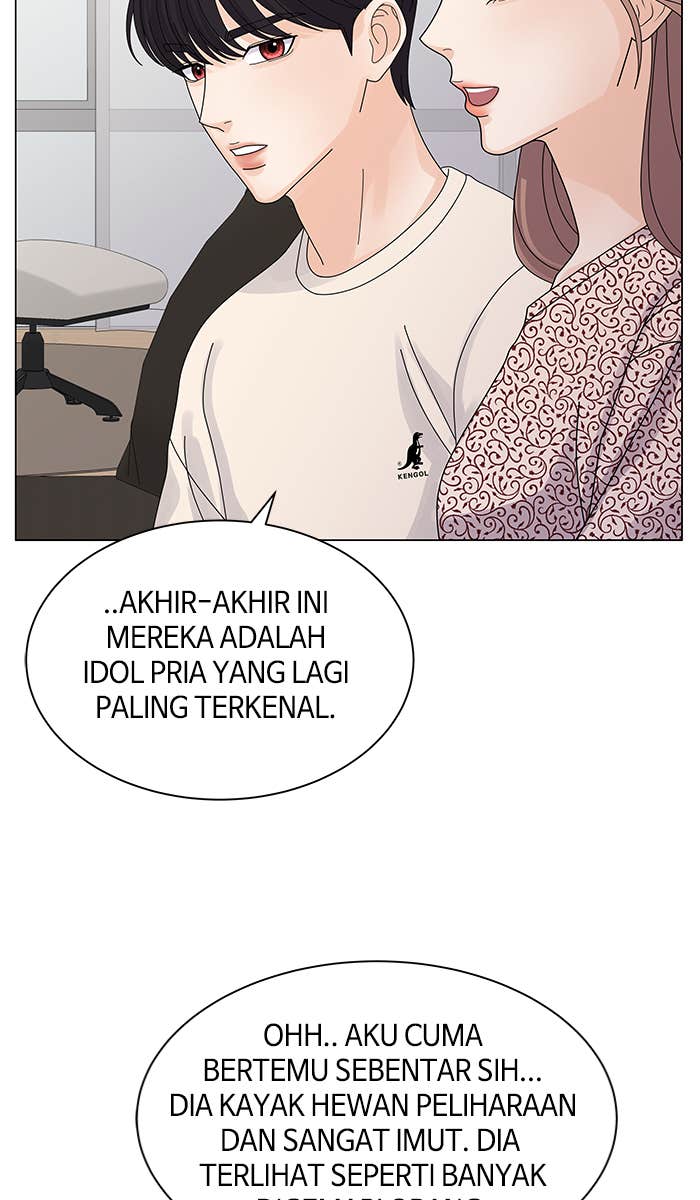 KENGOL
..AKHIR-AKHIR INI
MEREKA ADALAH
IDOL PRIA YANG LAGI
PALING TERKENAL.
OHH.. AKU CUMA
BERTEMU SEBENTAR SIH...
DIA KAYAK HEWAN PELIHARAAN
DAN SANGAT IMUT. DIA
TERLIHAT SEPERTI BANYAK